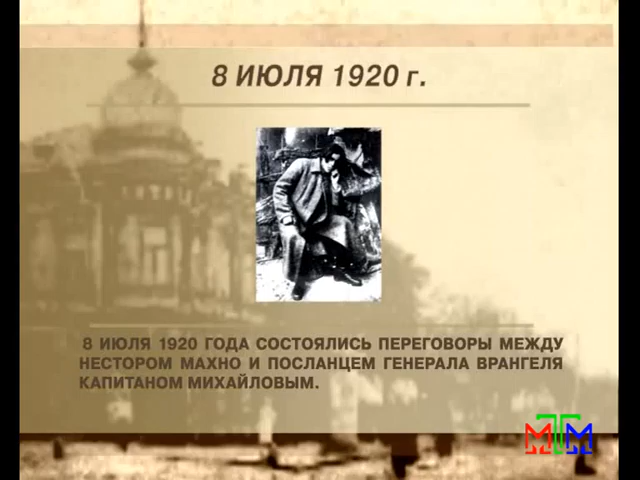 8 ИЮЛЯ 1920 г.
8 ИЮЛЯ 1920 ГОДА СОСТОЯЛИСЬ ПЕРЕГОВОРЫ МЕЖДУ
НЕСТОРОМ МАХНО И ПОСЛАНЦЕМ ГЕНЕРАЛА ВРАНГЕЛЯ
КАПИТАНОМ МИХАЙЛОВЫМ.
МТМ